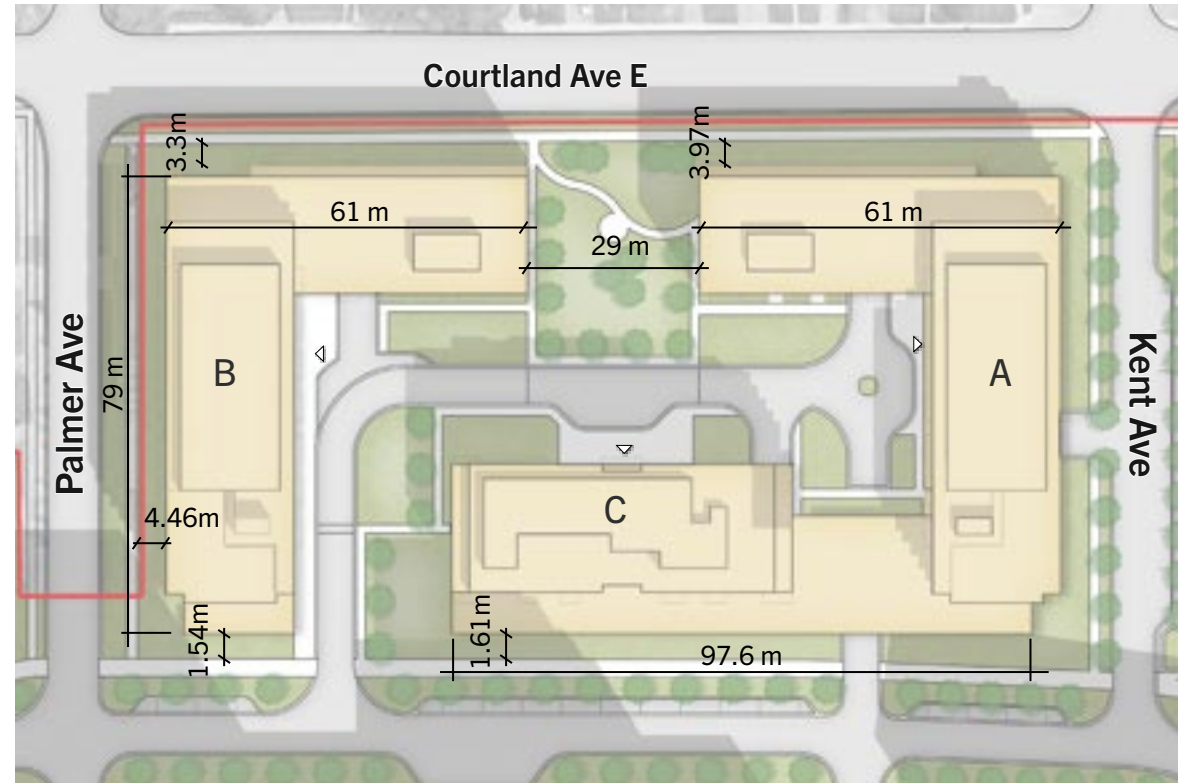 Courtland Ave E
3.3m
3.97m
61 m
61 m
29 m
Palmer Ave
79 m
B
A
Kent Ave
C
4.46m
1.54m
1.61m
97.6 m